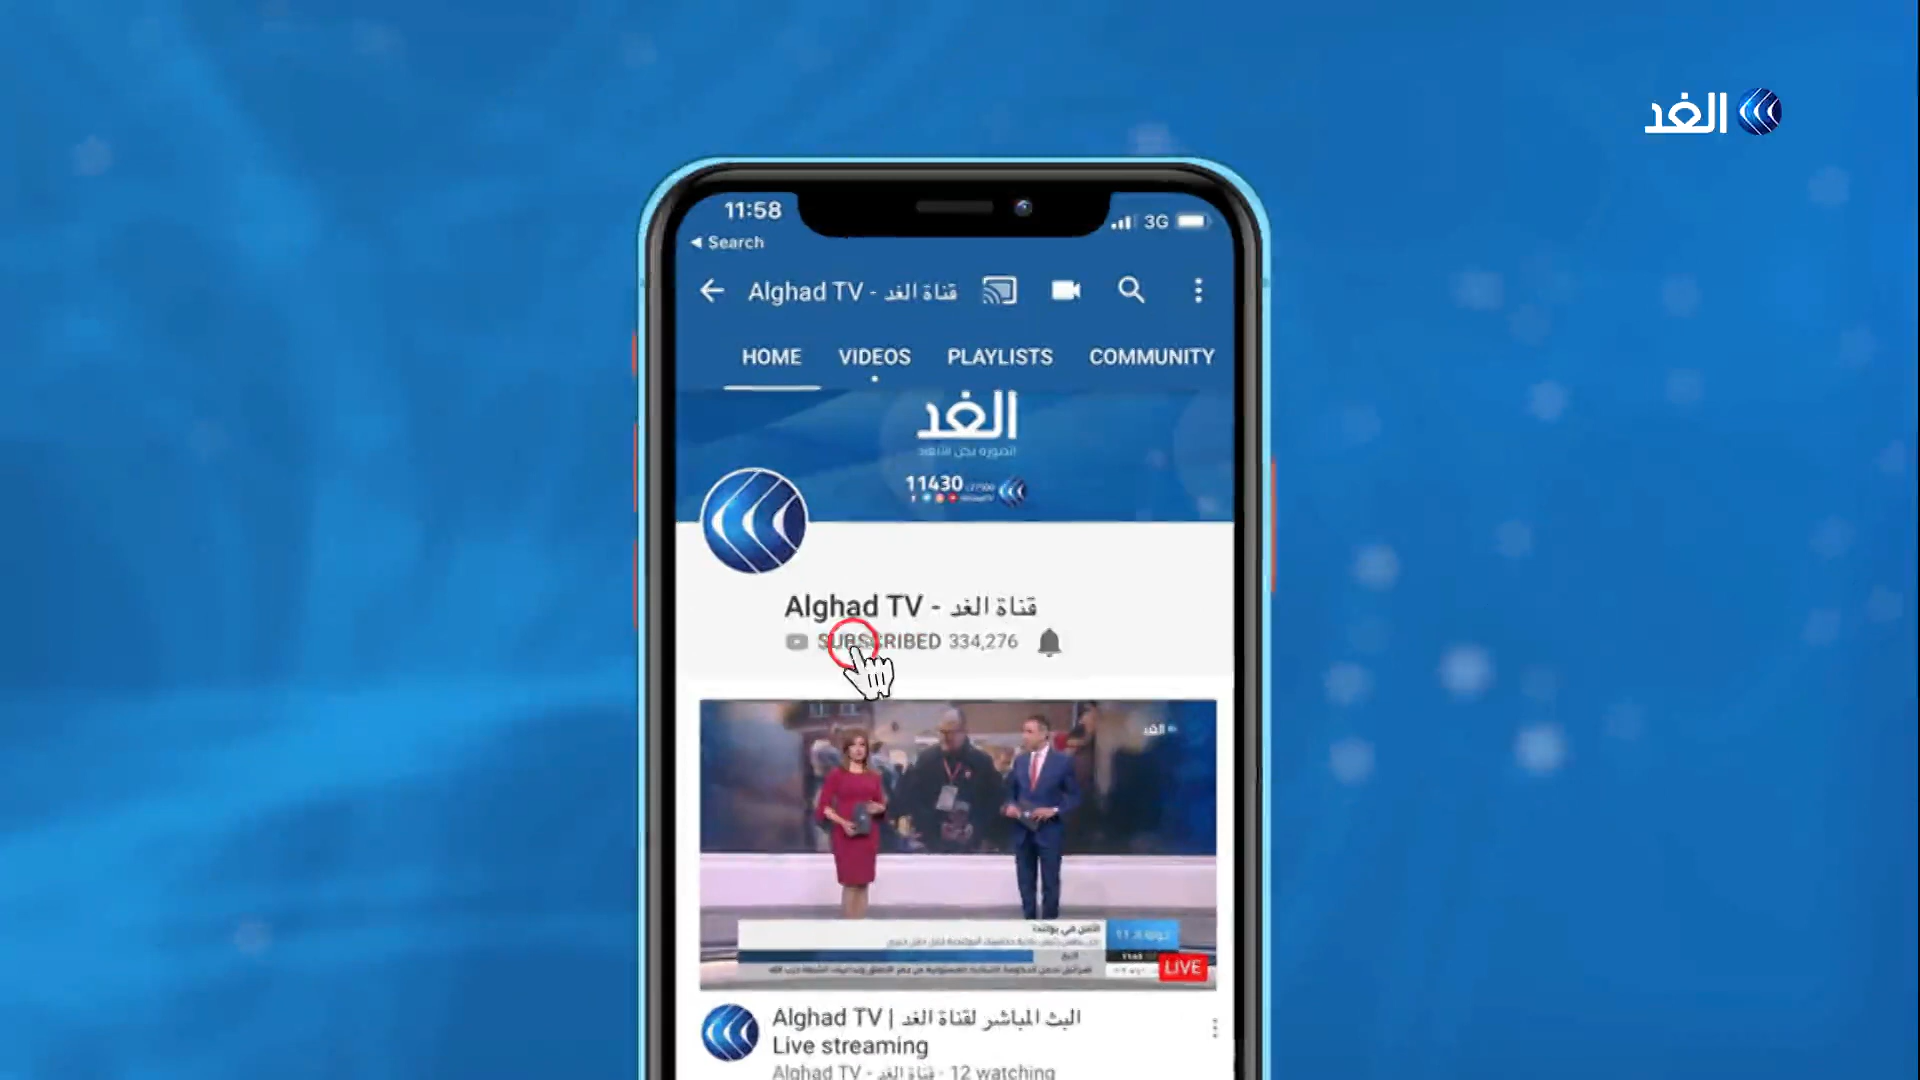 الغد
11:58
3G
Search
Alghad TV - قناة الغد
HOME VIDEOS PLAYLISTS COMMUNITY
الغد
11430
Alghad TV - قناة الغد
SUBSCRIBED 334,276
الغد
LIVE
Alghad TV | البث المباشر لقناة الغد
Live streaming
Alghad TV - قناة الغد · 12 watching